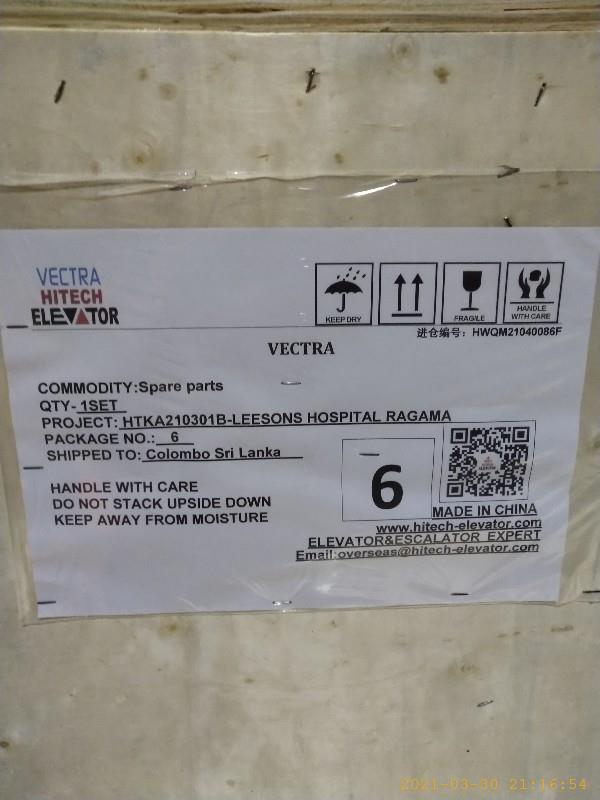 VECTRA
HITECH
ELEVATOR
KEEP DRY
FRAGILE
HANDLE
WITH CARE
进仓编号：HWQM21040086F
VECTRA
COMMODITY:Spare parts
QTY- 1SET
PROJECT: HTKA210301B-LEESONS HOSPITAL RAGAMA
PACKAGE NO.: 6
SHIPPED TO: Colombo Sri Lanka
HANDLE WITH CARE
DO NOT STACK UPSIDE DOWN
KEEP AWAY FROM MOISTURE
6
MADE IN CHINA
www.hitech-elevator.com
ELEVATOR&ESCALATOR EXPERT
Email:overseas@hitech-elevator.com
2021-03-30 21:16:54